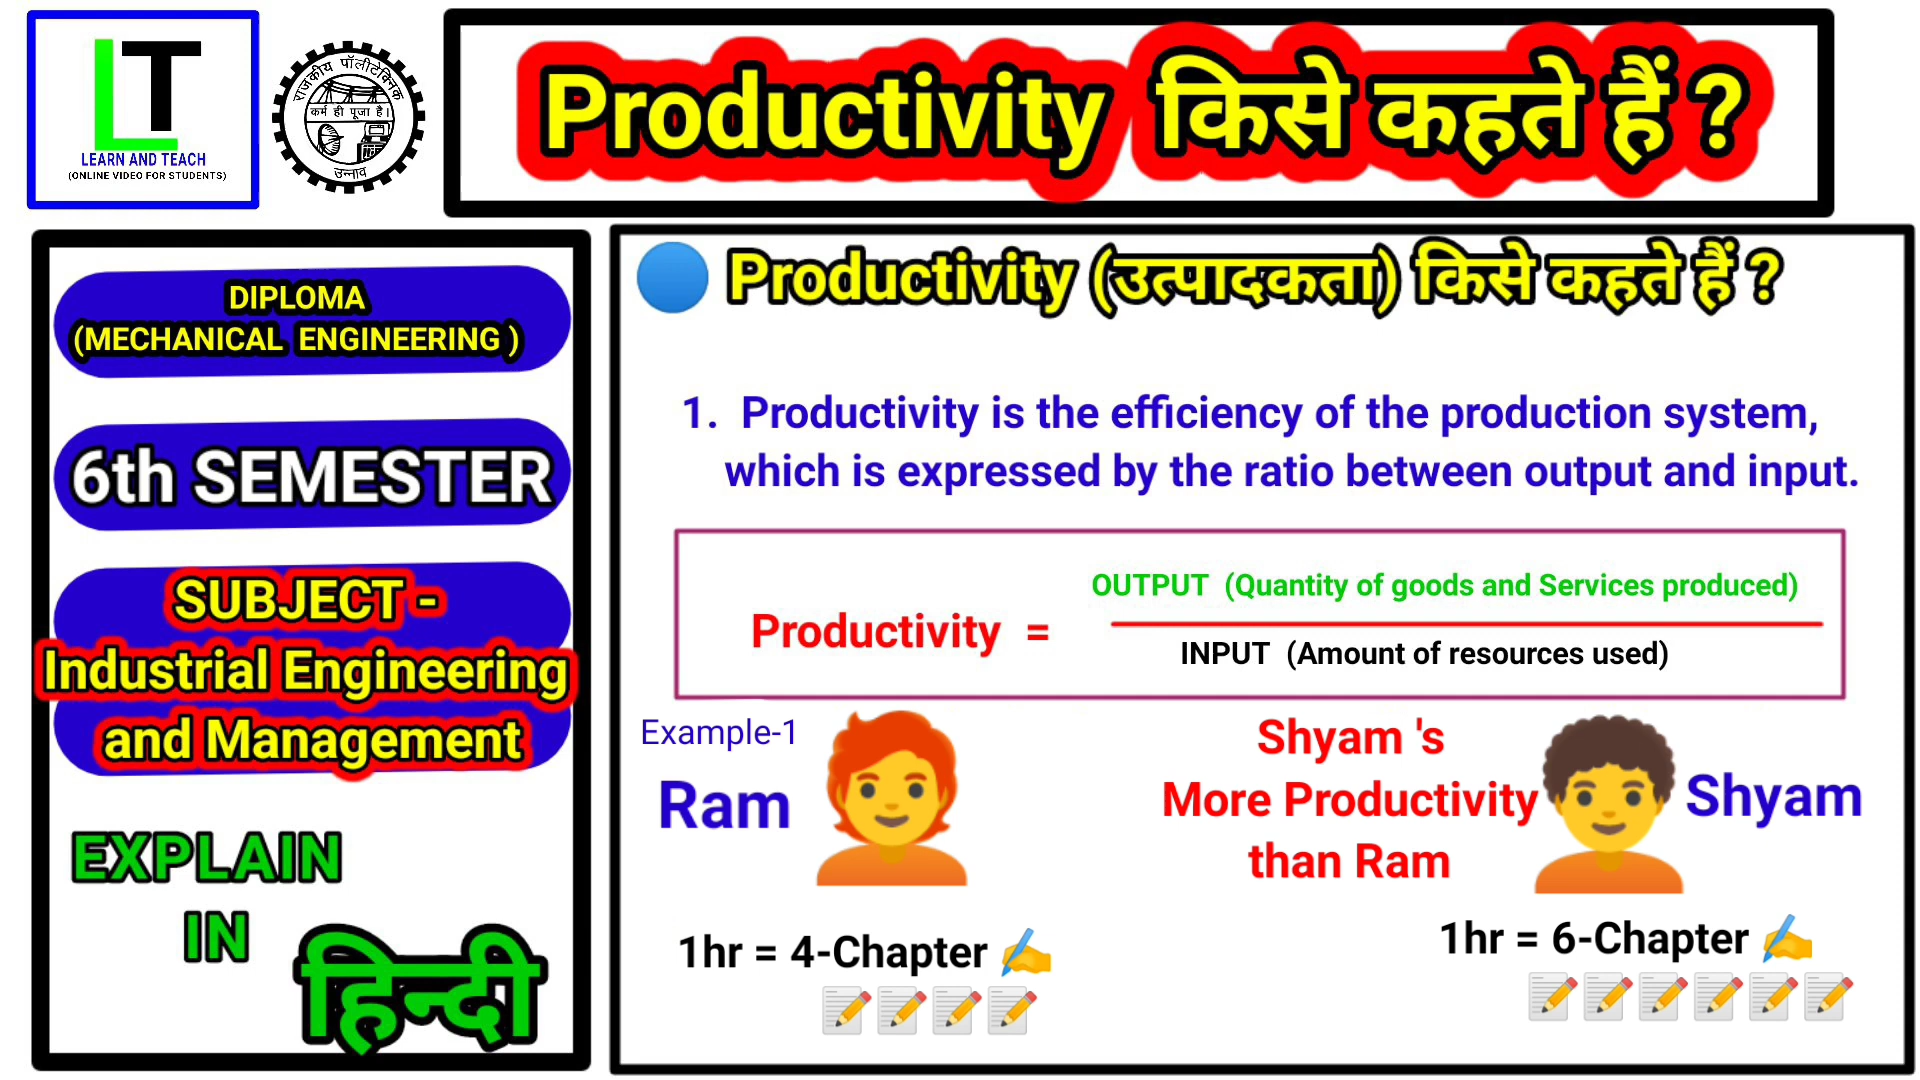 LT
LEARN AND TEACH
(ONLINE VIDEO FOR STUDENTS)
राजकीय पॉलीटेक्निक
कर्म ही पूजा है।
उन्नाव
Productivity किसे कहते हैं ?
DIPLOMA
(MECHANICAL ENGINEERING )
6th SEMESTER
SUBJECT -
Industrial Engineering
and Management
EXPLAIN
IN
हिन्दी
Productivity (उत्पादकता) किसे कहते हैं ?
1. Productivity is the efficiency of the production system,
which is expressed by the ratio between output and input.
OUTPUT (Quantity of goods and Services produced)
Productivity =
INPUT (Amount of resources used)
Example-1
Ram
Shyam 's
More Productivity
than Ram
Shyam
1hr = 4-Chapter
1hr = 6-Chapter